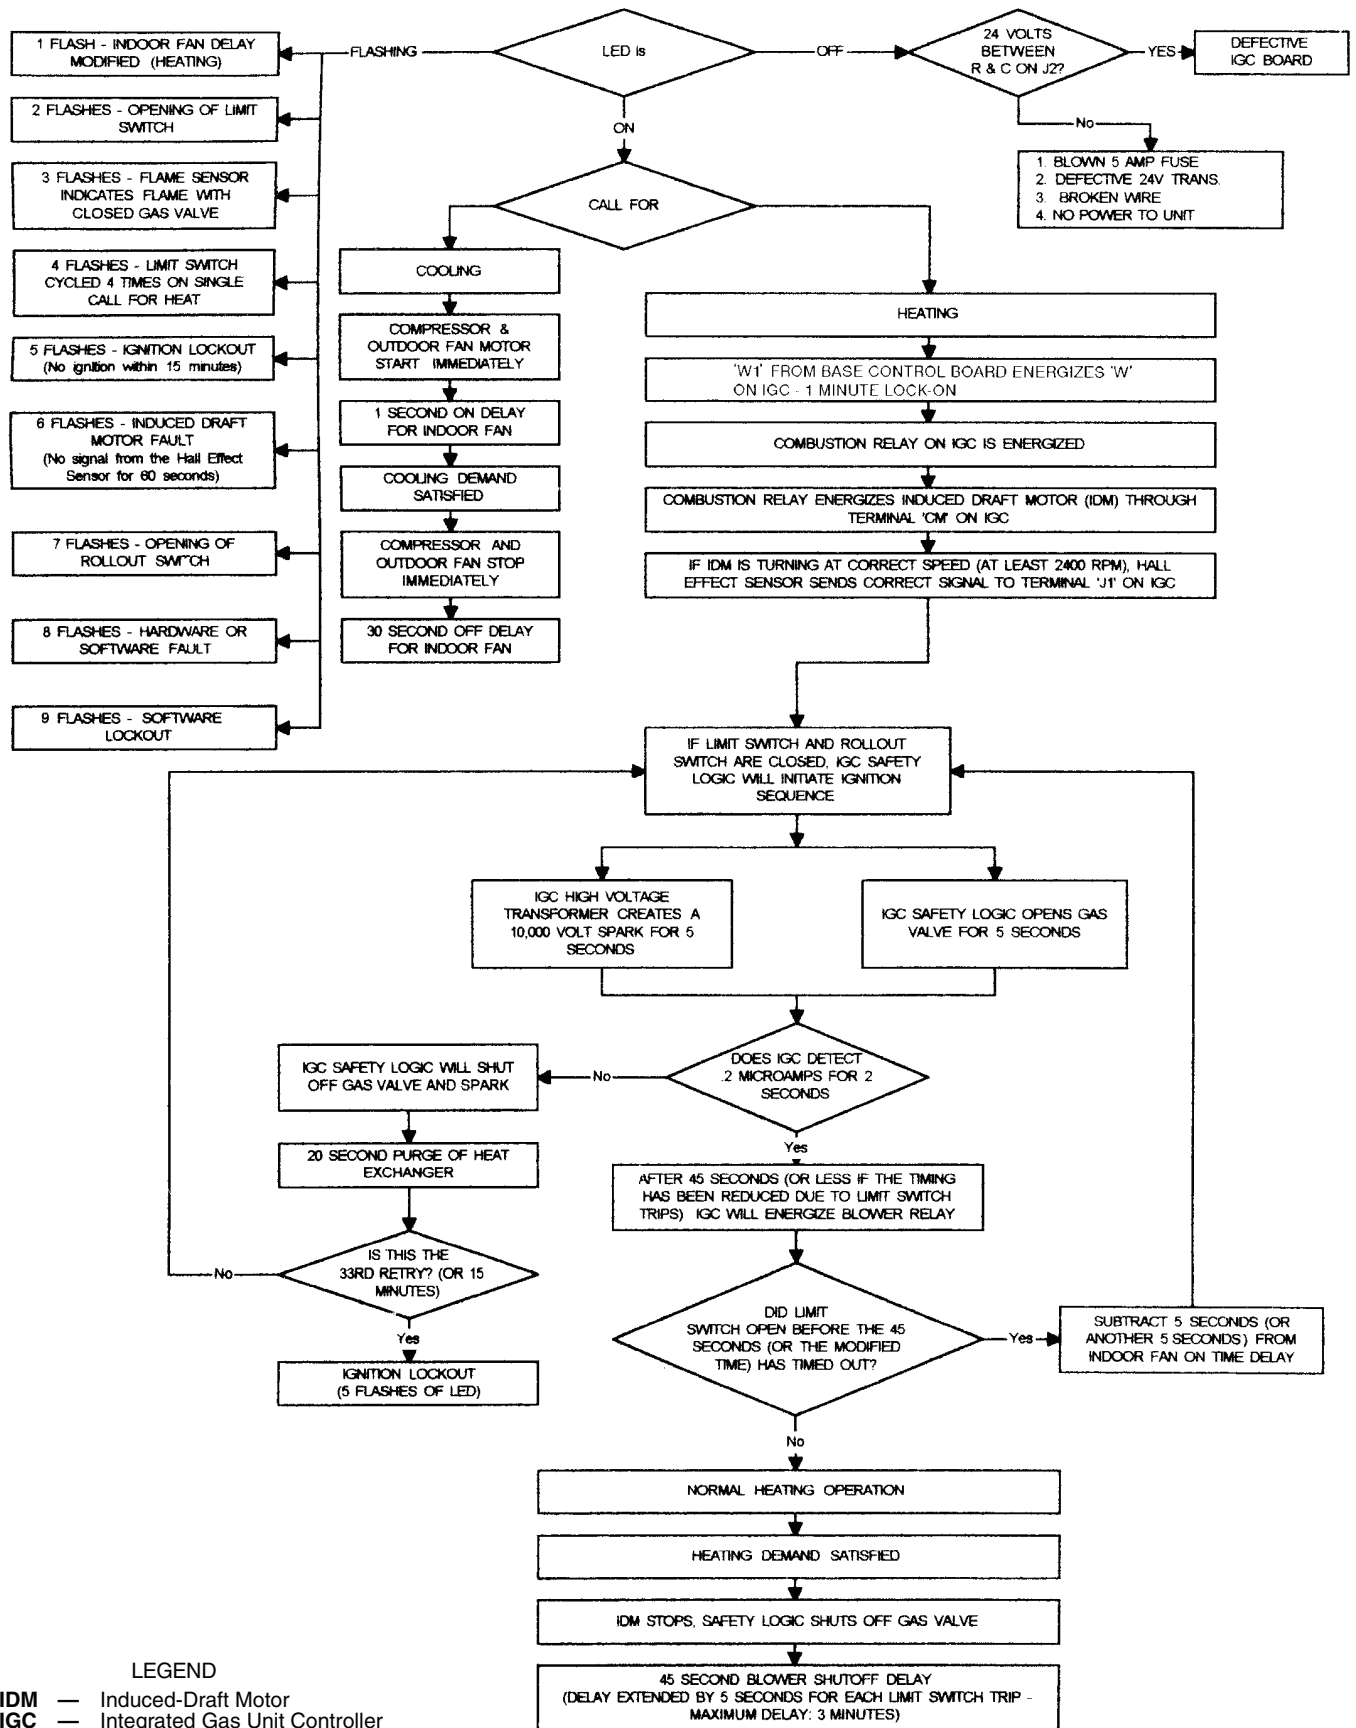 1 FLASH - INDOOR FAN DELAY
MODIFIED (HEATING)
FLASHING
LED is
OFF
24 VOLTS
BETWEEN
R & C ON J2?
YES
DEFECTIVE
IGC BOARD
2 FLASHES - OPENING OF LIMIT
SWITCH
ON
No
1. BLOWN 5 AMP FUSE
2. DEFECTIVE 24V TRANS.
3. BROKEN WIRE
4. NO POWER TO UNIT
3 FLASHES - FLAME SENSOR
INDICATES FLAME WITH
CLOSED GAS VALVE
CALL FOR
4 FLASHES - LIMIT SWITCH
CYCLED 4 TIMES ON SINGLE
CALL FOR HEAT
5 FLASHES - IGNITION LOCKOUT
(No ignition within 15 minutes)
6 FLASHES - INDUCED DRAFT
MOTOR FAULT
(No signal from the Hall Effect
Sensor for 60 seconds)
7 FLASHES - OPENING OF
ROLLOUT SWITCH
8 FLASHES - HARDWARE OR
SOFTWARE FAULT
9 FLASHES - SOFTWARE
LOCKOUT
COOLING
COMPRESSOR &
OUTDOOR FAN MOTOR
START IMMEDIATELY
1 SECOND ON DELAY
FOR INDOOR FAN
COOLING DEMAND
SATISFIED
COMPRESSOR AND
OUTDOOR FAN STOP
IMMEDIATELY
30 SECOND OFF DELAY
FOR INDOOR FAN
HEATING
'W1' FROM BASE CONTROL BOARD ENERGIZES 'W'
ON IGC - 1 MINUTE LOCK-ON
COMBUSTION RELAY ON IGC IS ENERGIZED
COMBUSTION RELAY ENERGIZES INDUCED DRAFT MOTOR (IDM) THROUGH
TERMINAL 'CM' ON IGC
IF IDM IS TURNING AT CORRECT SPEED (AT LEAST 2400 RPM), HALL
EFFECT SENSOR SENDS CORRECT SIGNAL TO TERMINAL 'J1' ON IGC
IF LIMIT SWITCH AND ROLLOUT
SWITCH ARE CLOSED, IGC SAFETY
LOGIC WILL INITIATE IGNITION
SEQUENCE
IGC HIGH VOLTAGE
TRANSFORMER CREATES A
10,000 VOLT SPARK FOR 5
SECONDS
IGC SAFETY LOGIC OPENS GAS
VALVE FOR 5 SECONDS
DOES IGC DETECT
.2 MICROAMPS FOR 2
SECONDS
No
IGC SAFETY LOGIC WILL SHUT
OFF GAS VALVE AND SPARK
20 SECOND PURGE OF HEAT
EXCHANGER
IS THIS THE
33RD RETRY? (OR 15
MINUTES)
No
Yes
IGNITION LOCKOUT
(5 FLASHES OF LED)
Yes
AFTER 45 SECONDS (OR LESS IF THE TIMING
HAS BEEN REDUCED DUE TO LIMIT SWITCH
TRIPS) IGC WILL ENERGIZE BLOWER RELAY
DID LIMIT
SWITCH OPEN BEFORE THE 45
SECONDS (OR THE MODIFIED
TIME) HAS TIMED OUT?
Yes
SUBTRACT 5 SECONDS (OR
ANOTHER 5 SECONDS) FROM
INDOOR FAN ON TIME DELAY
No
NORMAL HEATING OPERATION
HEATING DEMAND SATISFIED
IDM STOPS, SAFETY LOGIC SHUTS OFF GAS VALVE
45 SECOND BLOWER SHUTOFF DELAY
(DELAY EXTENDED BY 5 SECONDS FOR EACH LIMIT SWITCH TRIP -
MAXIMUM DELAY: 3 MINUTES)
LEGEND
IDM — Induced-Draft Motor
IGC — Integrated Gas Unit Controller